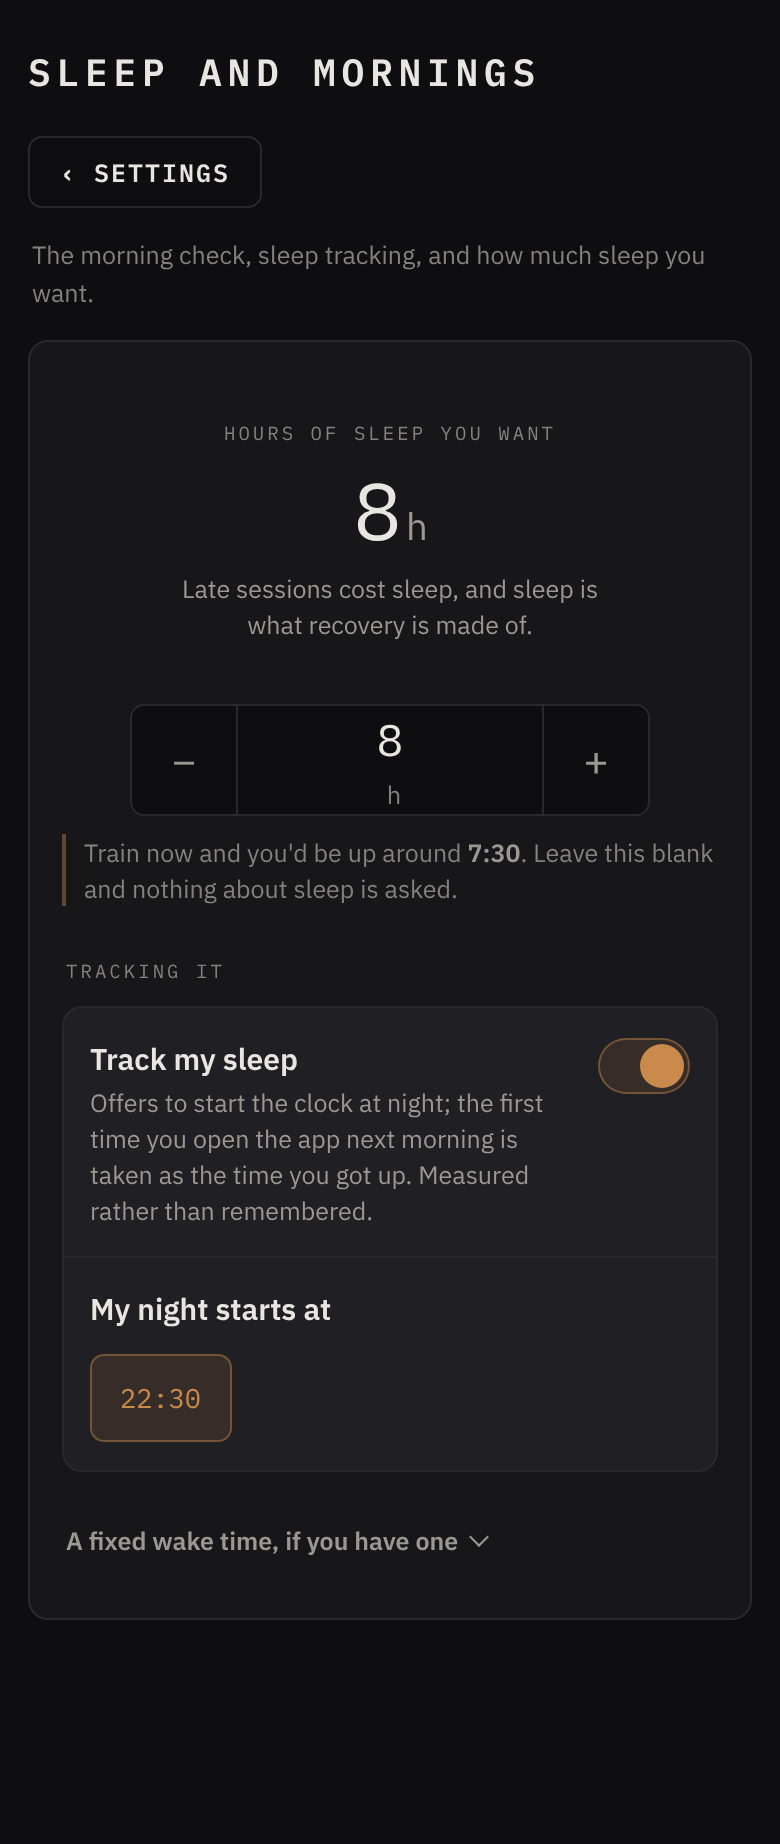 SLEEP AND MORNINGS
‹ SETTINGS
The morning check, sleep tracking, and how much sleep you
want.
HOURS OF SLEEP YOU WANT
8 h
Late sessions cost sleep, and sleep is
what recovery is made of.
− 8 +
h
Train now and you'd be up around 7:30. Leave this blank
and nothing about sleep is asked.
TRACKING IT
Track my sleep
Offers to start the clock at night; the first
time you open the app next morning is
taken as the time you got up. Measured
rather than remembered.
My night starts at
22:30
A fixed wake time, if you have one